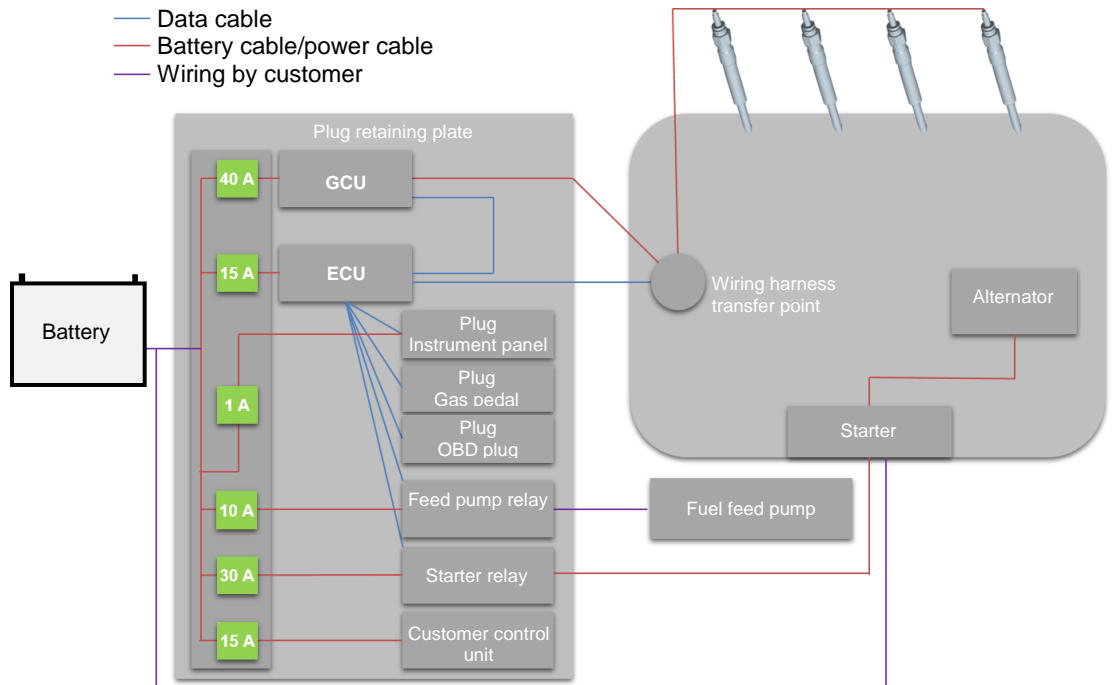 Data cable
Battery cable/power cable
Wiring by customer
Plug retaining plate
40 A
GCU
15 A
ECU
Wiring harness
transfer point
Alternator
Battery
Plug
Instrument panel
1 A
Plug
Gas pedal
Plug
OBD plug
Starter
10 A
Feed pump relay
Fuel feed pump
30 A
Starter relay
15 A
Customer control
unit